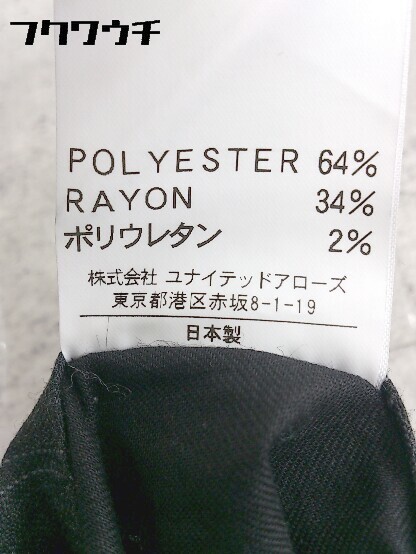 フクワウチ
POLYESTER 64%
RAYON 34%
ポリウレタン 2%
株式会社 ユナイテッドアローズ
東京都港区赤坂8-1-19
日本製